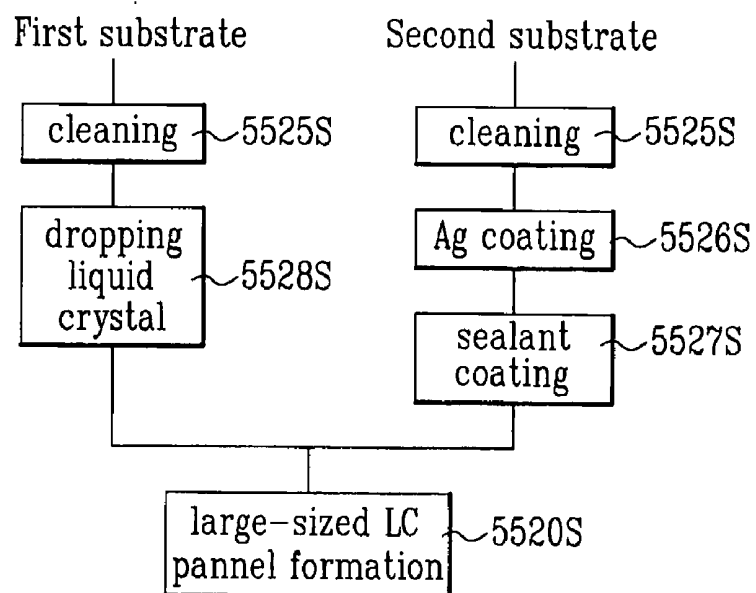 First substrate
Second substrate
cleaning
5525S
cleaning
5525S
dropping
liquid
crystal
5528S
Ag coating
5526S
sealant
coating
5527S
large-sized LC
pannel formation
5520S